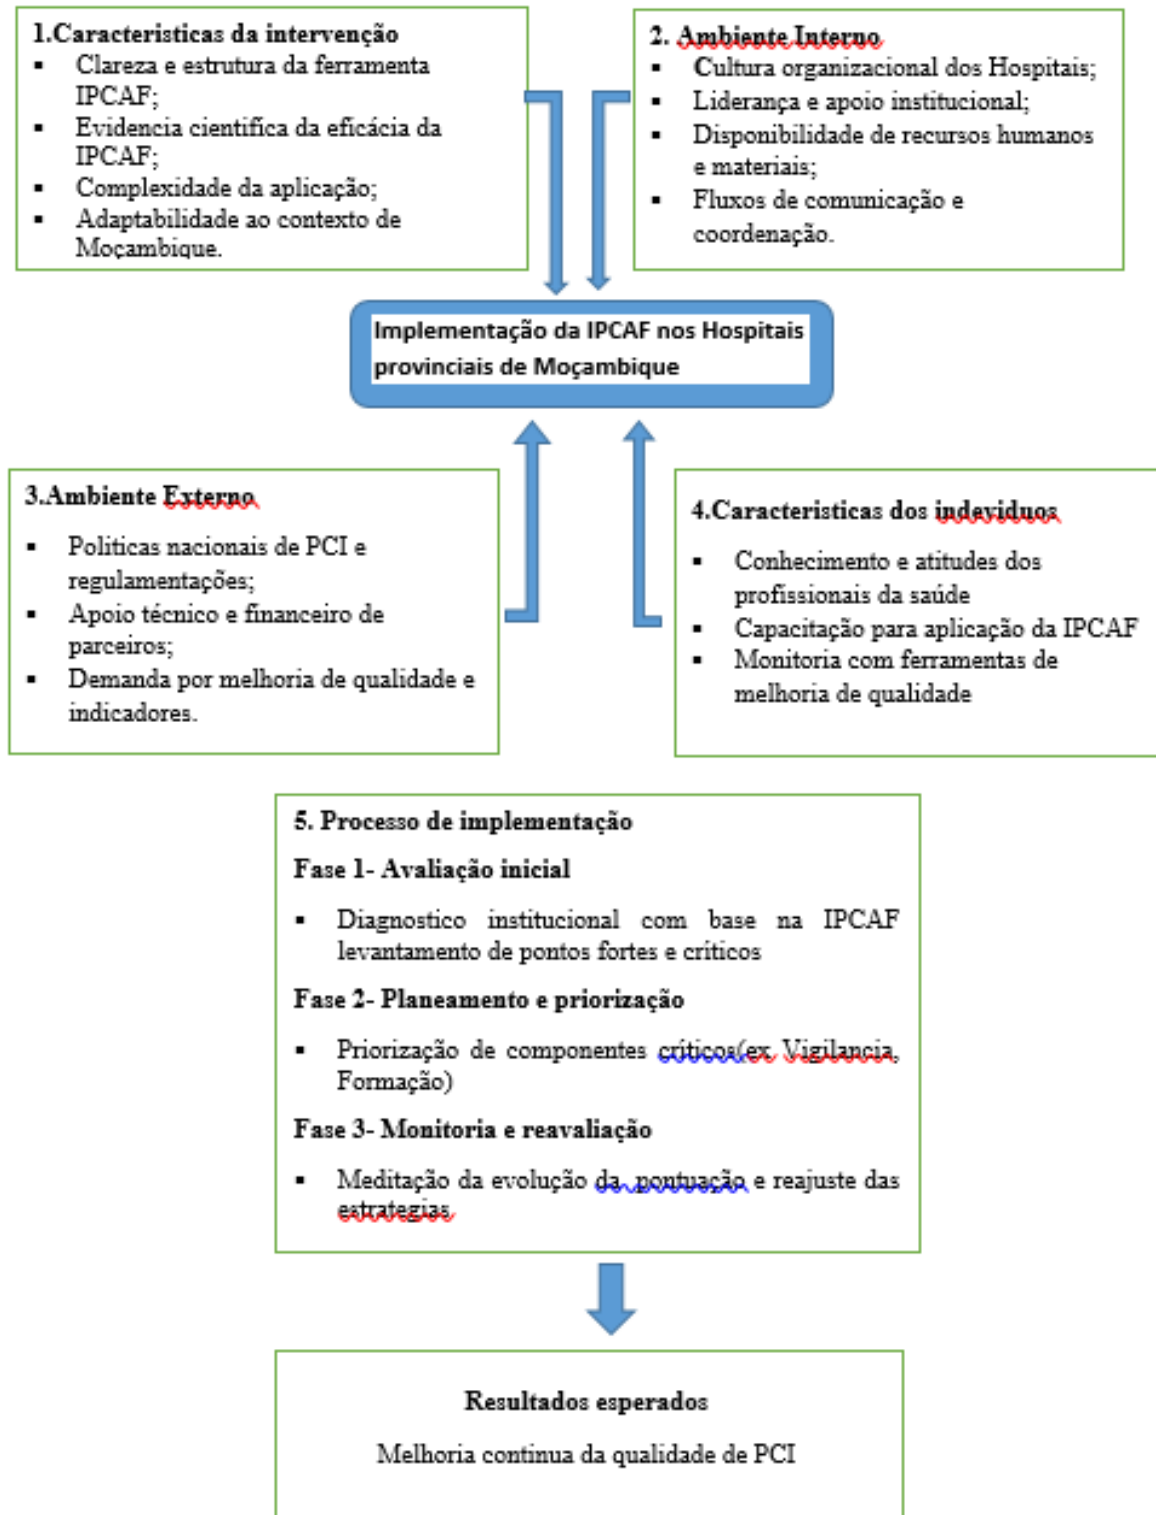 1.Caracteristicas da intervenção
▪ Clareza e estrutura da ferramenta
IPCAF;
▪ Evidencia cientifica da eficácia da
IPCAF;
▪ Complexidade da aplicação;
▪ Adaptabilidade ao contexto de
Moçambique.
2. Ambiente Interno
▪ Cultura organizacional dos Hospitais;
▪ Liderança e apoio institucional;
▪ Disponibilidade de recursos humanos
e materiais;
▪ Fluxos de comunicação e
coordenação.
Implementação da IPCAF nos Hospitais
provinciais de Moçambique
3.Ambiente Externo
▪ Politicas nacionais de PCI e
regulamentações;
▪ Apoio técnico e financeiro de
parceiros;
▪ Demanda por melhoria de qualidade e
indicadores.
4.Caracteristicas dos indeviduos
▪ Conhecimento e atitudes dos
profissionais da saúde
▪ Capacitação para aplicação da IPCAF
▪ Monitoria com ferramentas de
melhoria de qualidade
5. Processo de implementação
Fase 1- Avaliação inicial
▪ Diagnostico institucional com base na IPCAF
levantamento de pontos fortes e críticos
Fase 2- Planeamento e priorização
▪ Priorização de componentes críticos(ex Vigilancia,
Formação)
Fase 3- Monitoria e reavaliação
▪ Meditação da evolução da pontuação e reajuste das
estrategias
Resultados esperados
Melhoria continua da qualidade de PCI